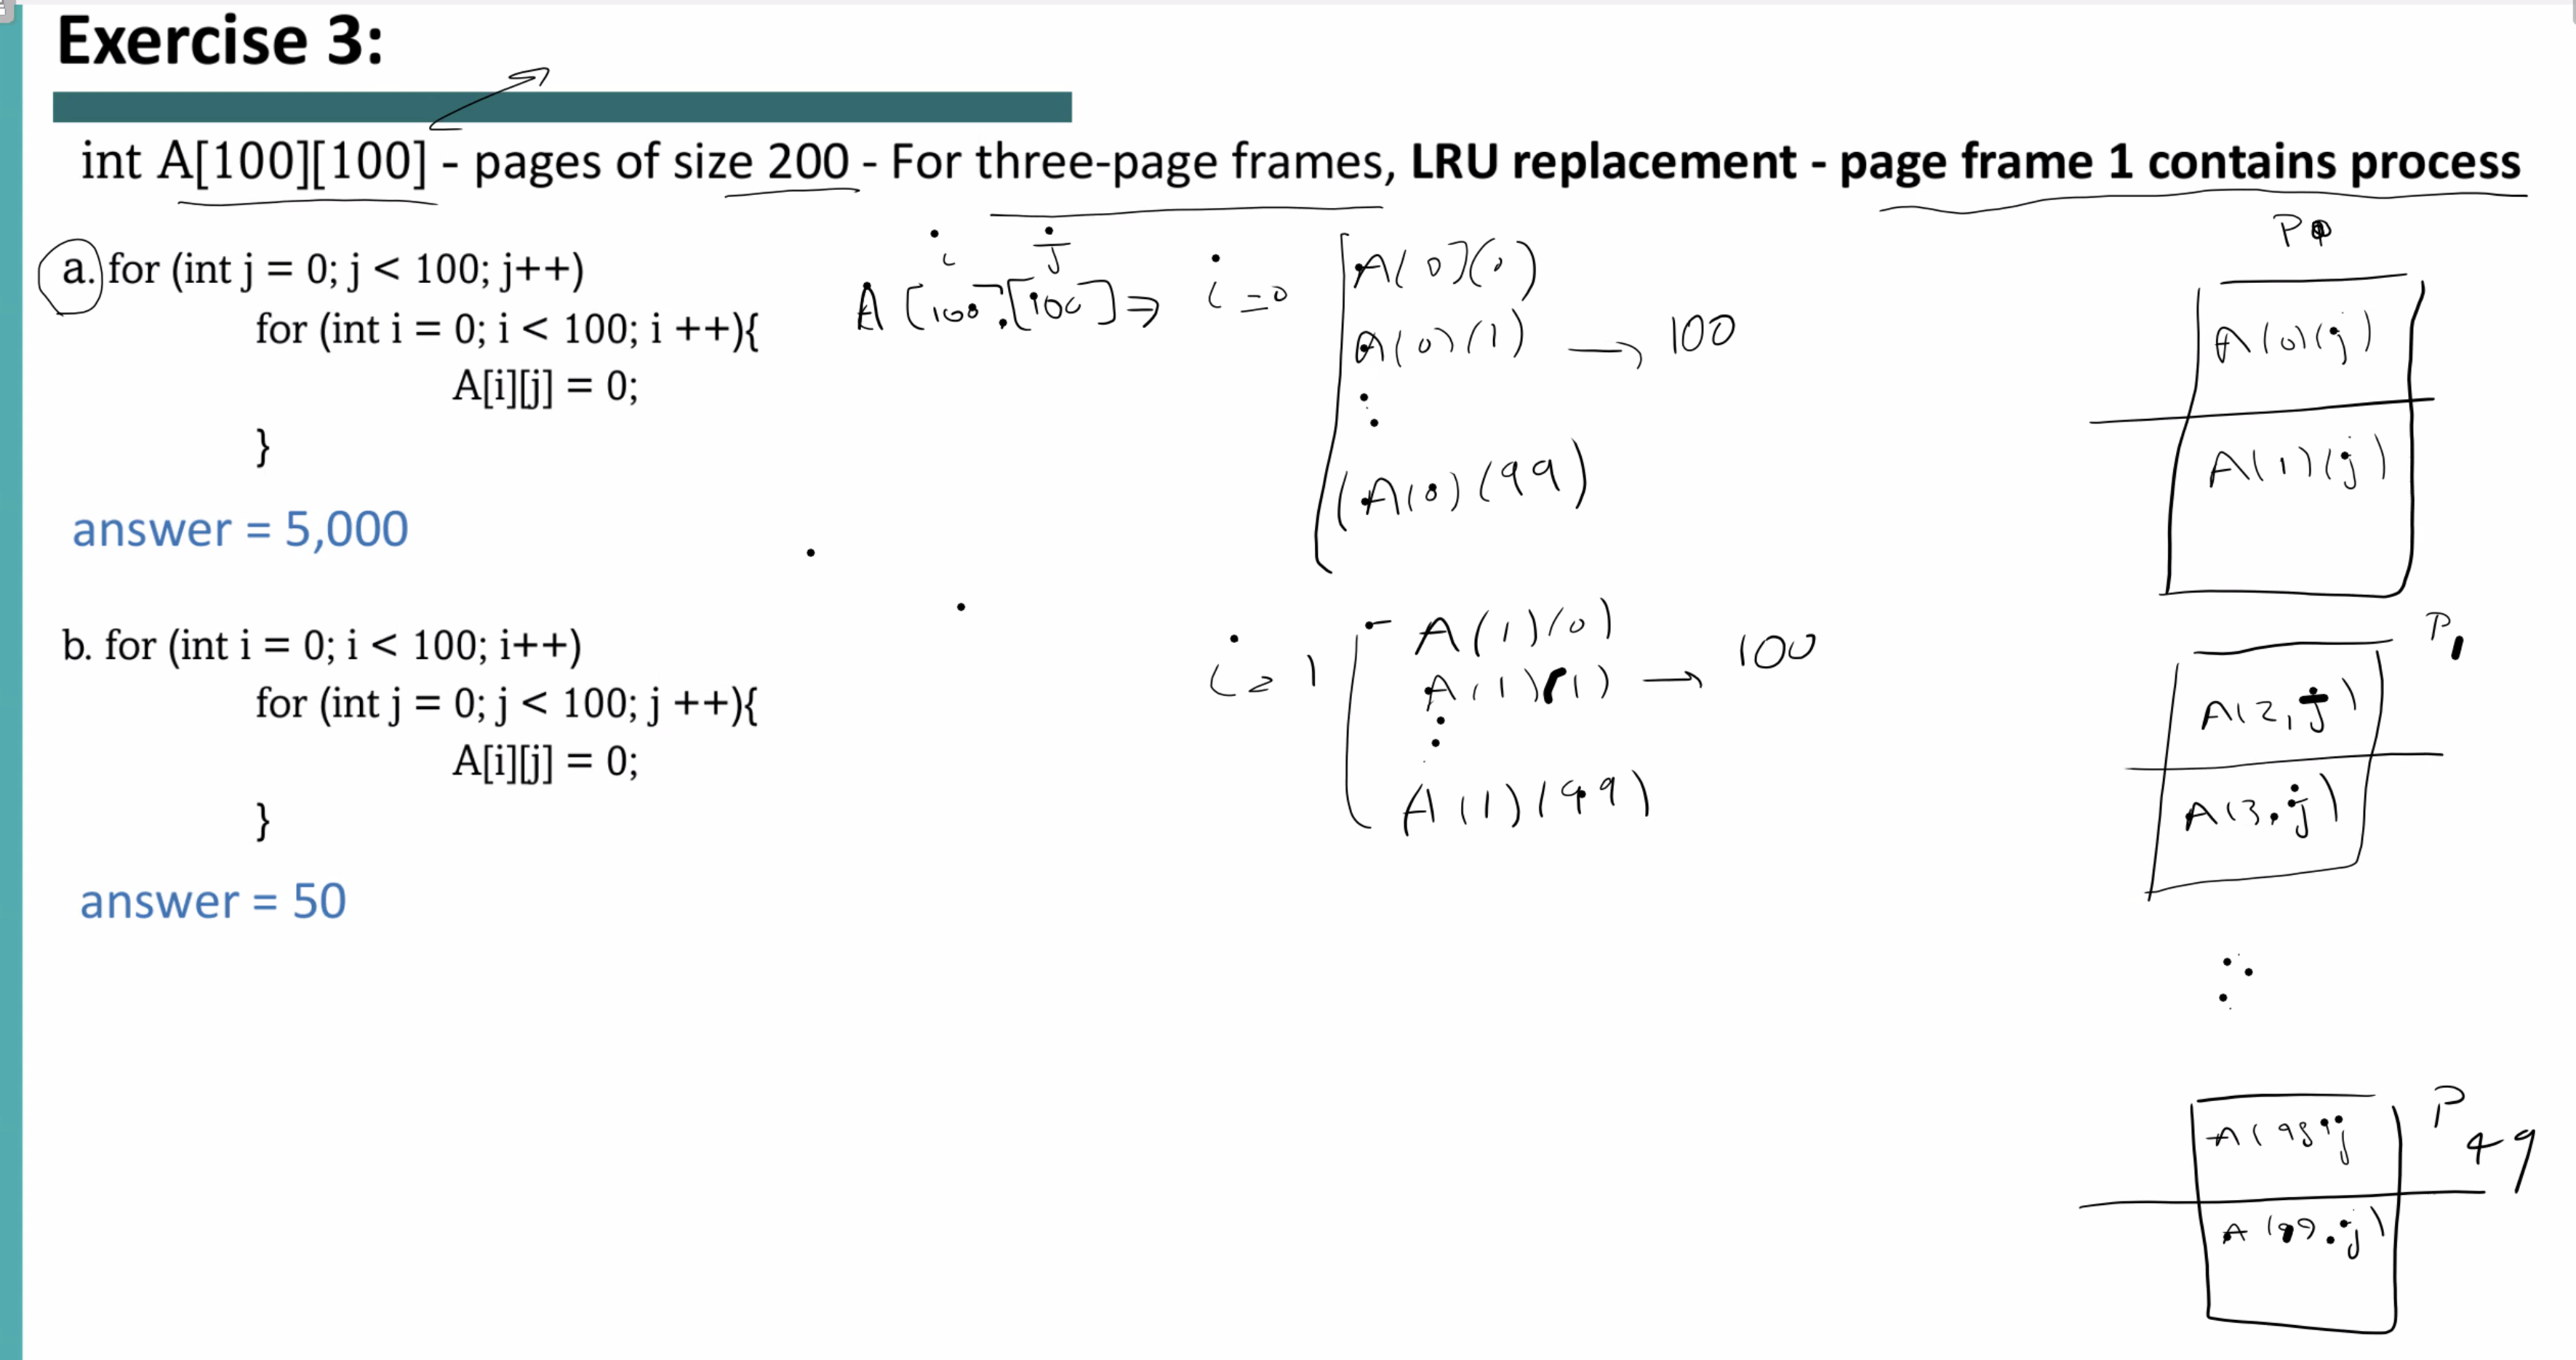 Exercise 3:
int A[100][100] - pages of size 200 - For three-page frames, LRU replacement - page frame 1 contains process
a. for (int j = 0; j < 100; j++)
for (int i = 0; i < 100; i ++){
A[i][j] = 0;
}
answer = 5,000
b. for (int i = 0; i < 100; i++)
for (int j = 0; j < 100; j ++){
A[i][j] = 0;
}
answer = 50
i j
A[100].[100] ⇒ i=0
A(0)(0)
A(0)(1) → 100
(A(0)(99)
i=1
A(1)(0)
A(1)(1) → 100
A(1)(99)
A(0)(j)
A(1)(j)
P1
A(2,j)
A(3,j)
P49
A(98,j
A(99,j)